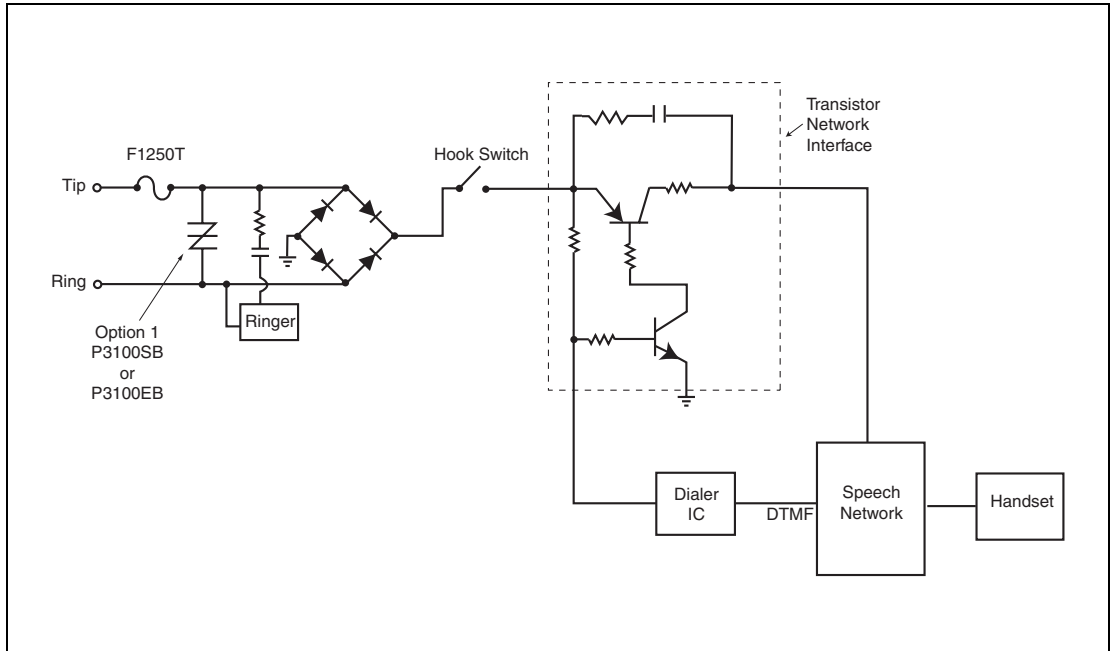 Transistor
Network
Interface
F1250T
Hook Switch
Tip
Ring
Ringer
Option 1
P3100SB
or
P3100EB
Dialer
IC
DTMF
Speech
Network
Handset